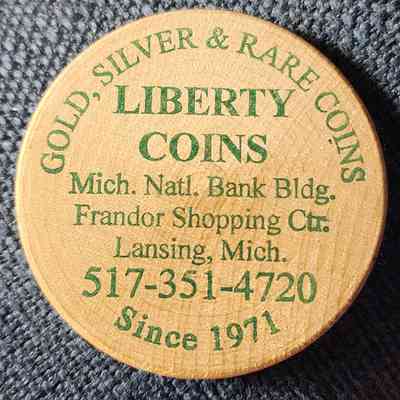 GOLD, SILVER & RARE COINS
LIBERTY
COINS
Mich. Natl. Bank Bldg.
Frandor Shopping Ctr.
Lansing, Mich.
517-351-4720
Since 1971